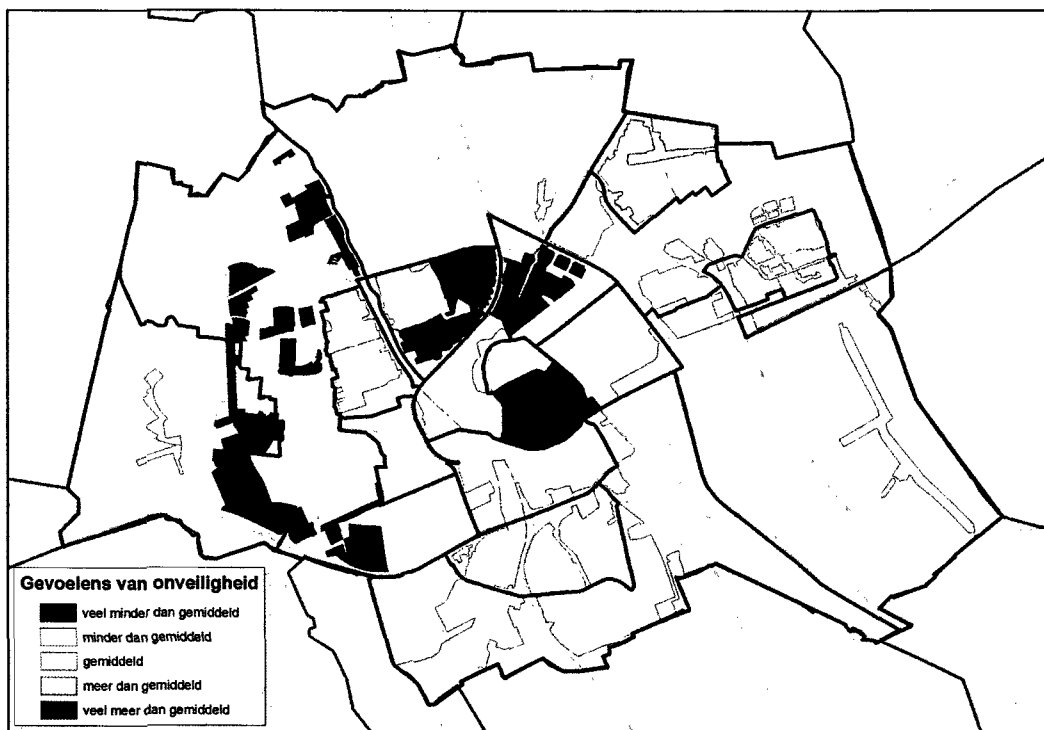 Gevoelens van onveiligheid
veel minder dan gemiddeld
minder dan gemiddeld
gemiddeld
meer dan gemiddeld
veel meer dan gemiddeld